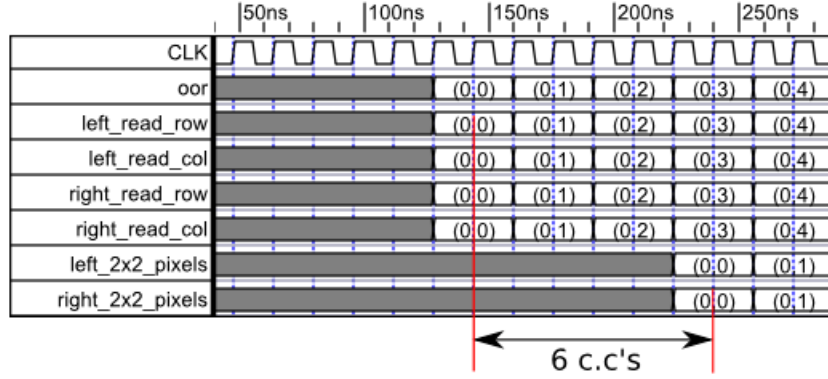 50ns 100ns 150ns 200ns 250ns
CLK
oor (0,0) (0,1) (0,2) (0,3) (0,4)
left_read_row (0,0) (0,1) (0,2) (0,3) (0,4)
left_read_col (0,0) (0,1) (0,2) (0,3) (0,4)
right_read_row (0,0) (0,1) (0,2) (0,3) (0,4)
right_read_col (0,0) (0,1) (0,2) (0,3) (0,4)
left_2x2_pixels (0,0) (0,1)
right_2x2_pixels (0,0) (0,1)
6 c.c's